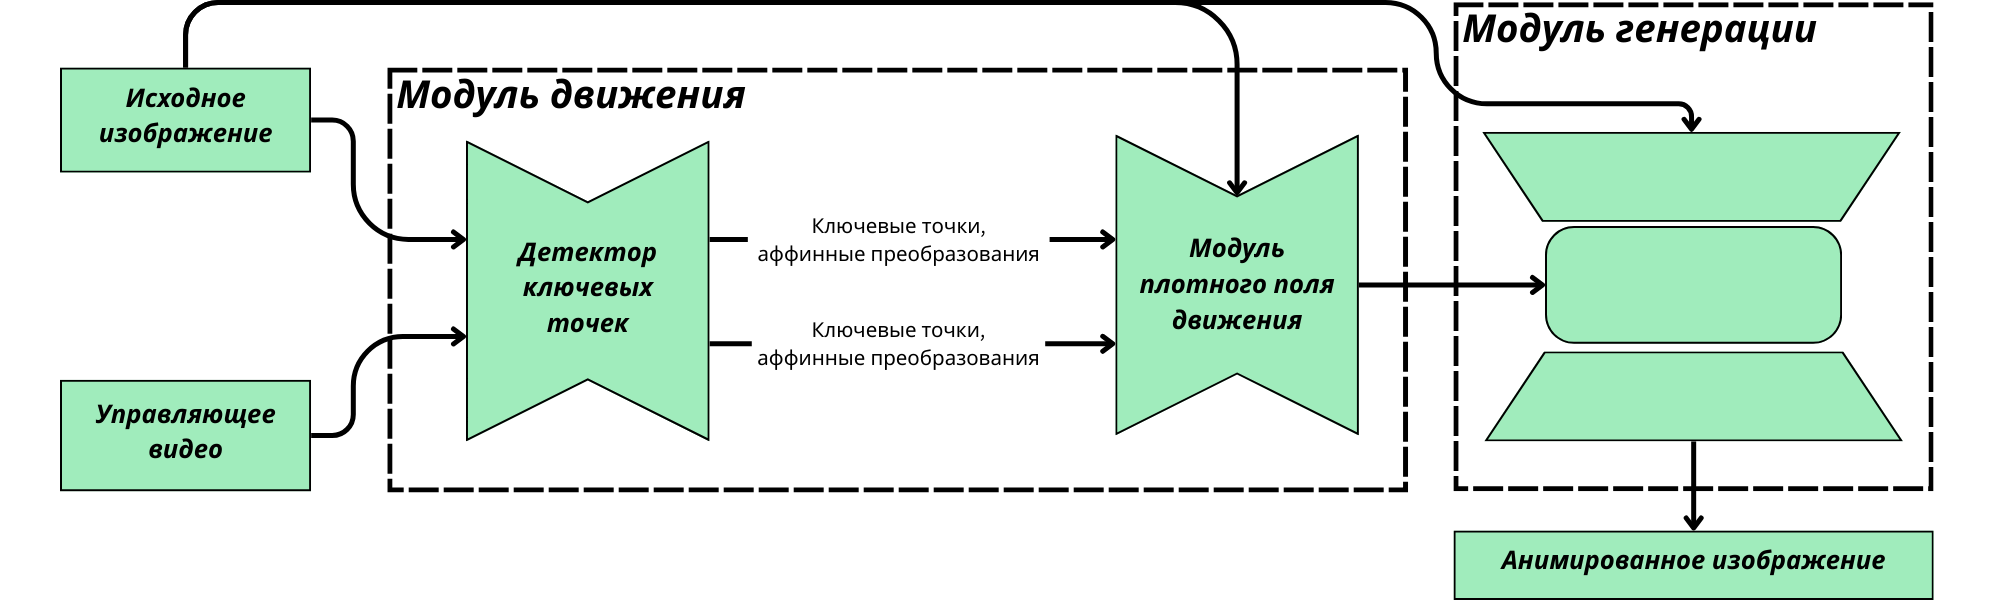 Модуль генерации
Исходное
изображение
Модуль движения
Детектор
ключевых
точек
Ключевые точки,
аффинные преобразования
Ключевые точки,
аффинные преобразования
Модуль
плотного поля
движения
Управляющее
видео
Анимированное изображение